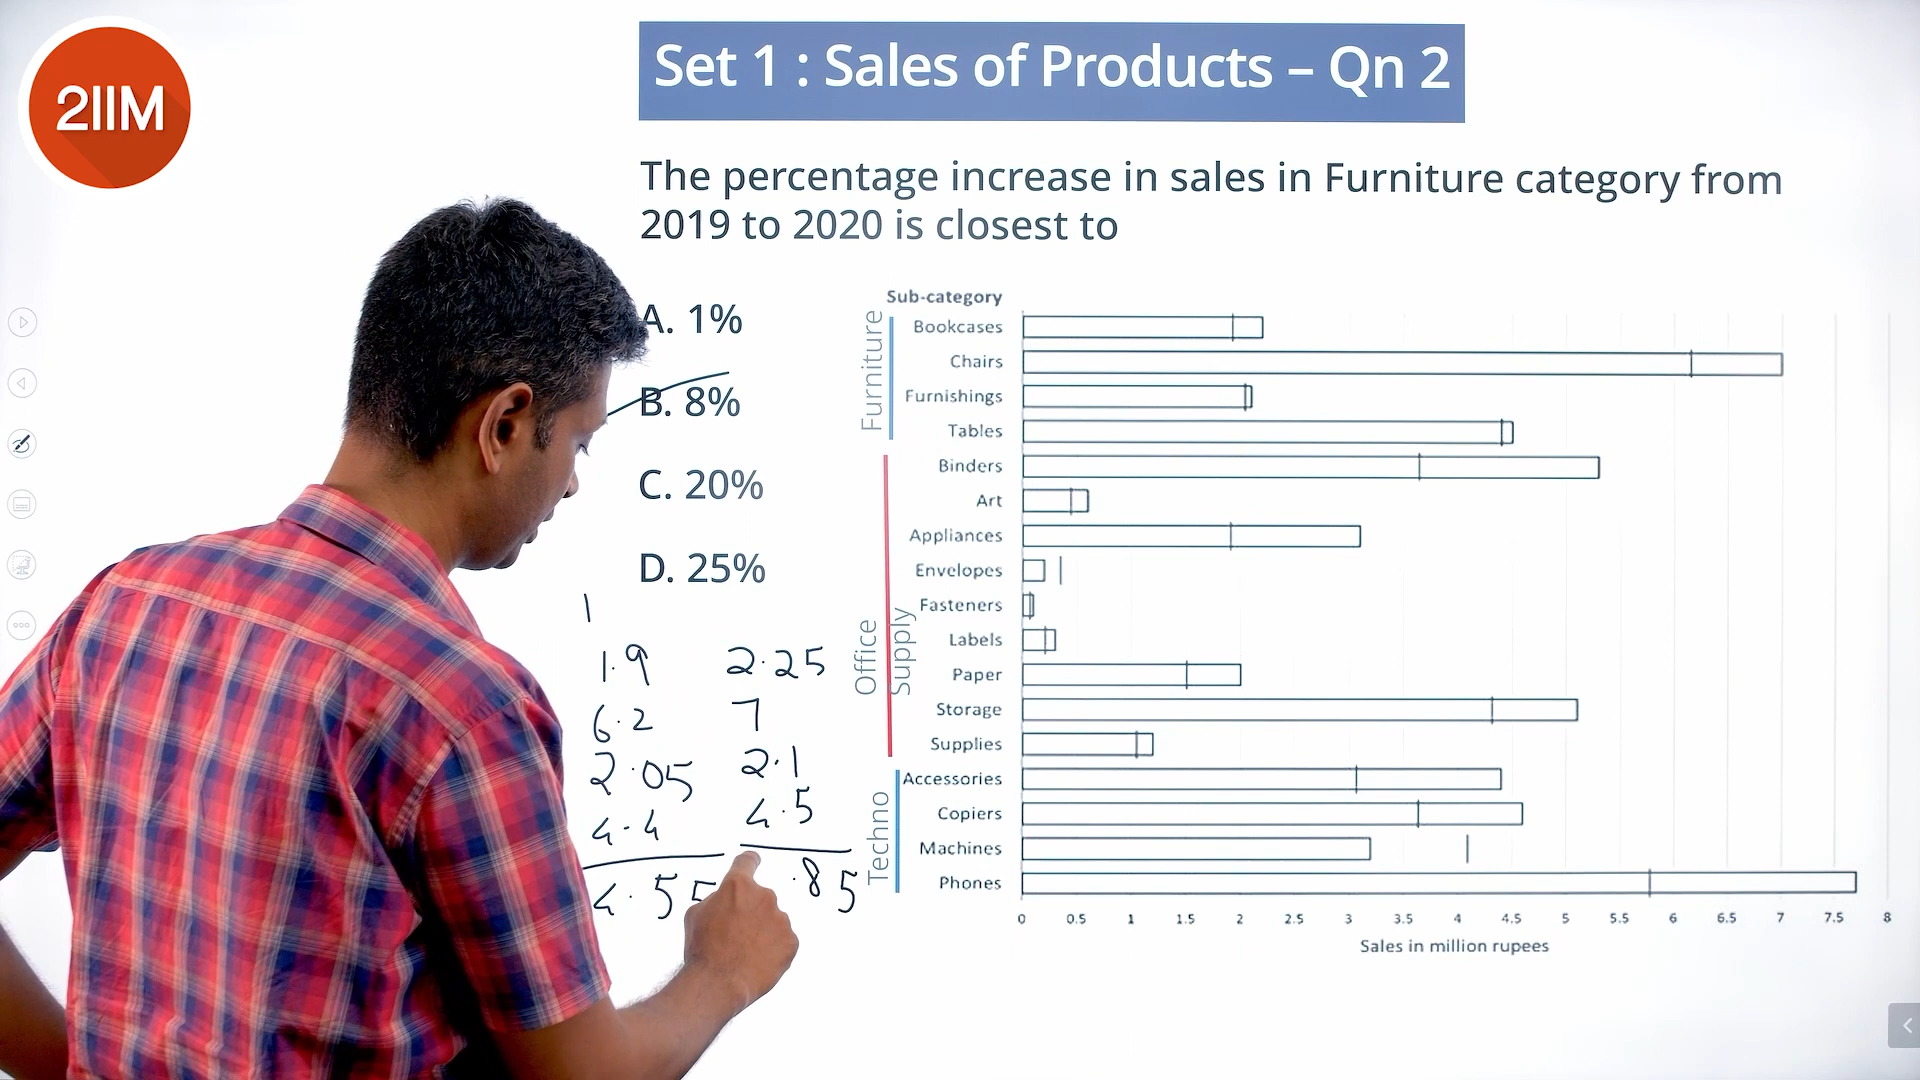 2IIM
Set 1 : Sales of Products – Qn 2
The percentage increase in sales in Furniture category from
2019 to 2020 is closest to
A. 1%
B. 8%
C. 20%
D. 25%
1
1.9 2.25
6.2 7
2.05 2.1
4.4 4.5
4.55 .85
Sub-category
Furniture
Bookcases
Chairs
Furnishings
Tables
Office
Supply
Binders
Art
Appliances
Envelopes
Fasteners
Labels
Paper
Storage
Supplies
Techno
Accessories
Copiers
Machines
Phones
0 0.5 1 1.5 2 2.5 3 3.5 4 4.5 5 5.5 6 6.5 7 7.5 8
Sales in million rupees